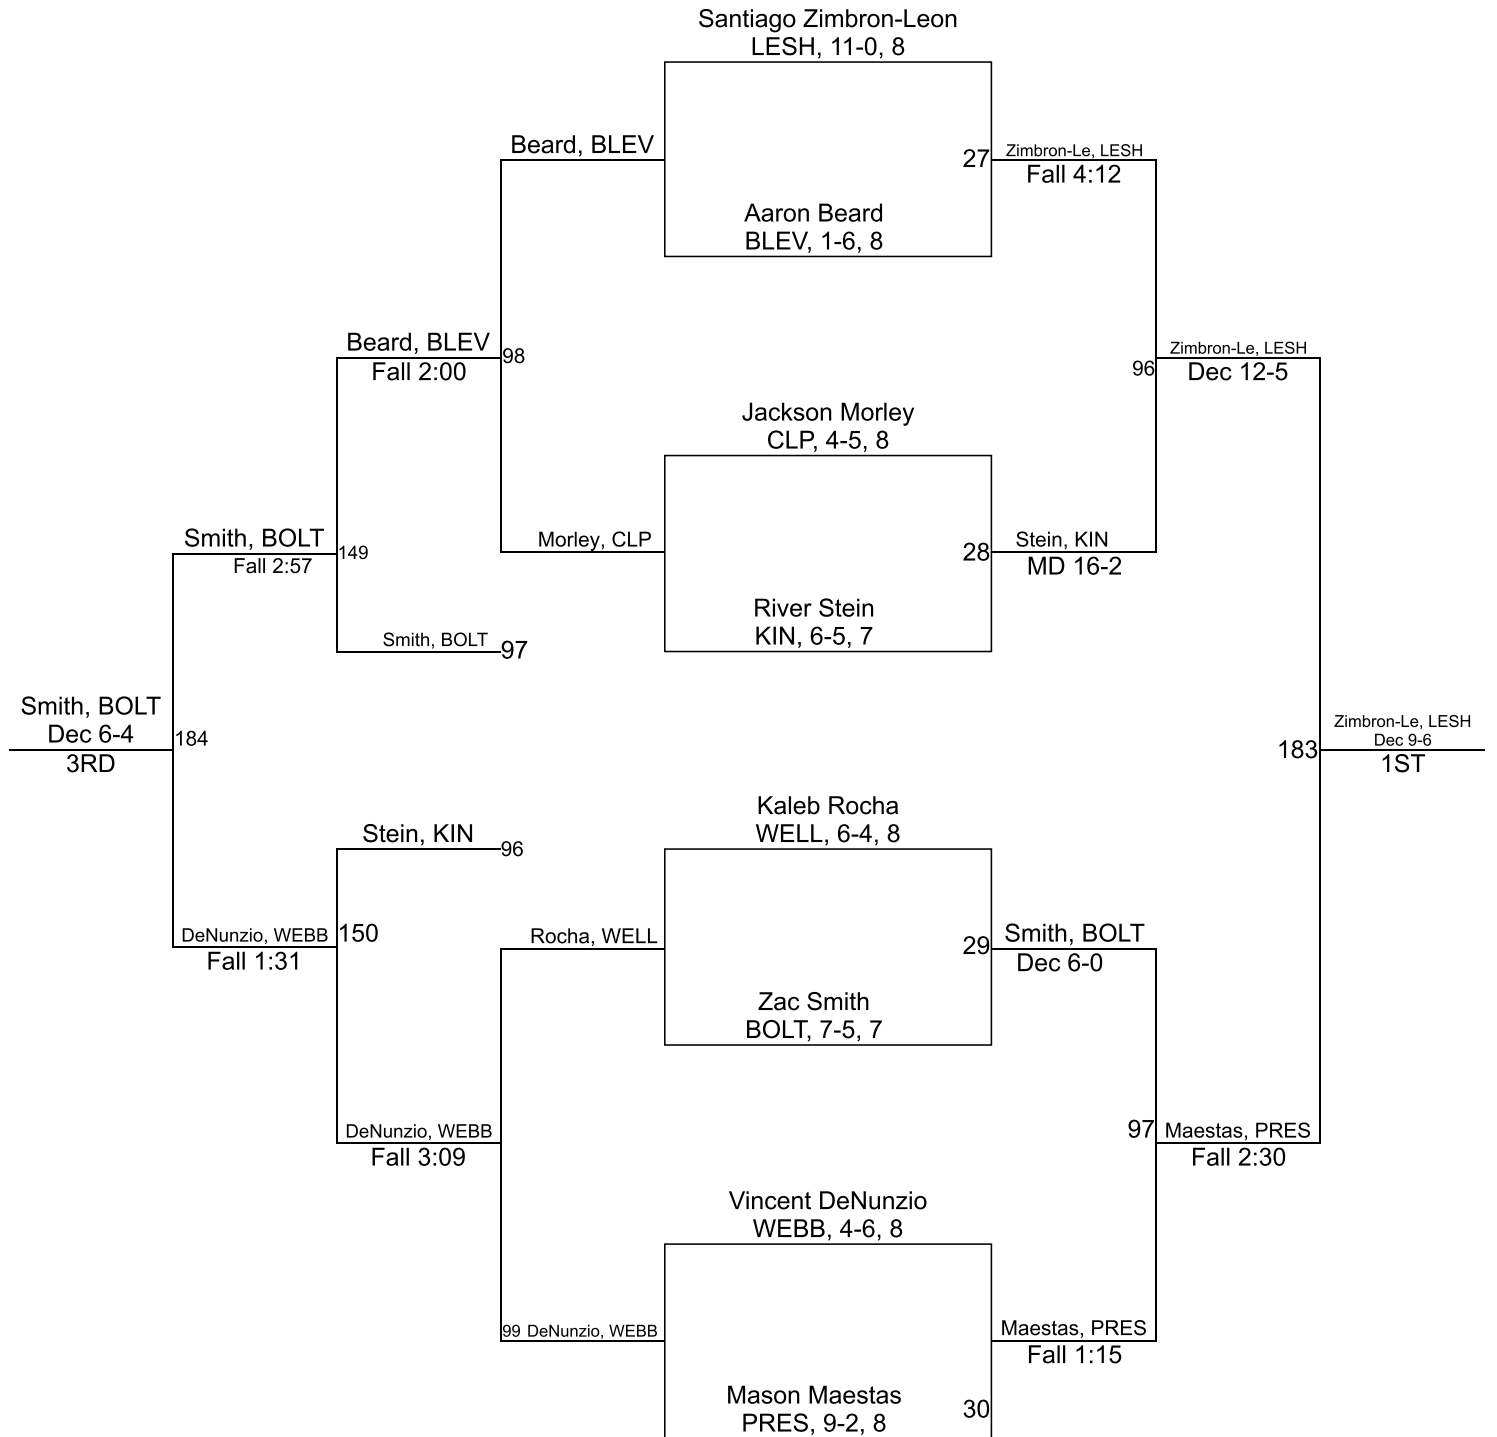 Santiago Zimbron-Leon
LESH, 11-0, 8
Beard, BLEV
27
Zimbron-Le, LESH
Fall 4:12
Aaron Beard
BLEV, 1-6, 8
Beard, BLEV
Fall 2:00
98
96
Zimbron-Le, LESH
Dec 12-5
Jackson Morley
CLP, 4-5, 8
Smith, BOLT
Fall 2:57
149
Morley, CLP
28
Stein, KIN
MD 16-2
River Stein
KIN, 6-5, 7
Smith, BOLT
97
Smith, BOLT
Dec 6-4
3RD
184
183
Zimbron-Le, LESH
Dec 9-6
1ST
Kaleb Rocha
WELL, 6-4, 8
Stein, KIN
96
DeNunzio, WEBB
Fall 1:31
150
Rocha, WELL
29
Smith, BOLT
Dec 6-0
Zac Smith
BOLT, 7-5, 7
DeNunzio, WEBB
Fall 3:09
97
Maestas, PRES
Fall 2:30
Vincent DeNunzio
WEBB, 4-6, 8
99 DeNunzio, WEBB
Maestas, PRES
Fall 1:15
Mason Maestas
PRES, 9-2, 8
30